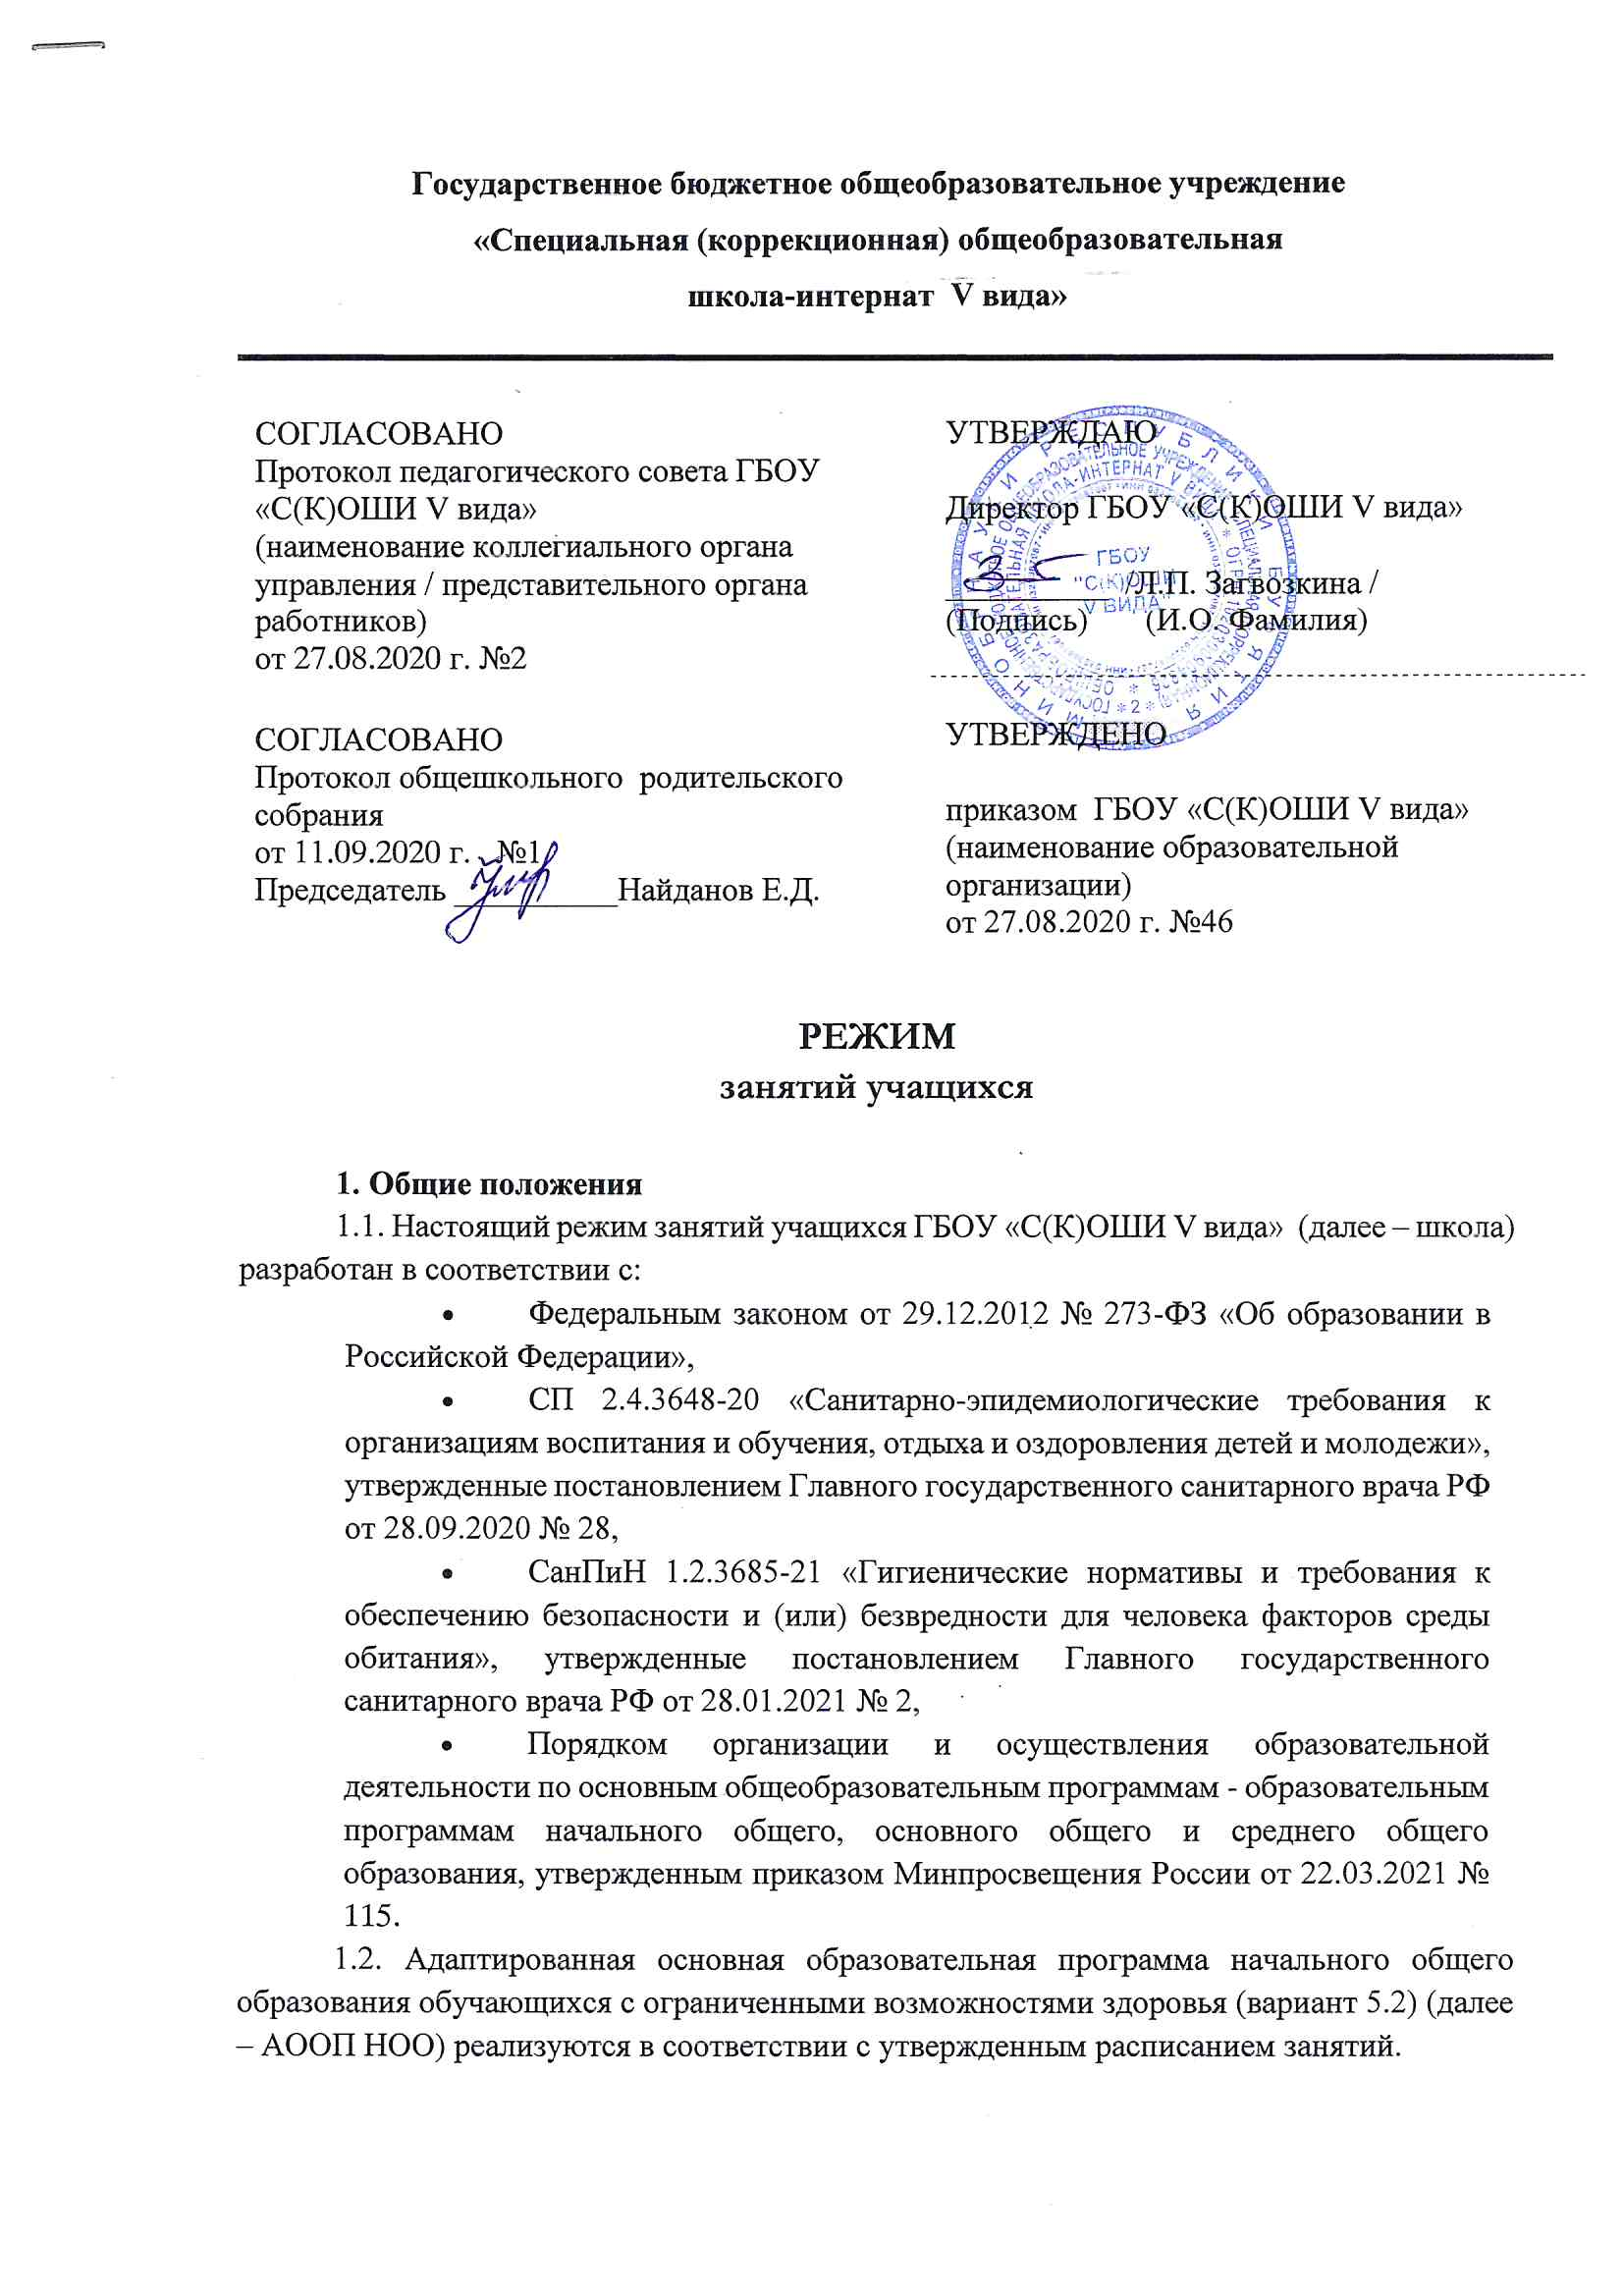 Государственное бюджетное общеобразовательное учреждение
«Специальная (коррекционная) общеобразовательная
школа-интернат V вида»
СОГЛАСОВАНО
Протокол педагогического совета ГБОУ
«С(К)ОШИ V вида»
(наименование коллегиального органа
управления / представительного органа
работников)
от 27.08.2020 г. №2
СОГЛАСОВАНО
Протокол общешкольного родительского
собрания
от 11.09.2020 г. №1
Председатель __________Найданов Е.Д.
УТВЕРЖДАЮ
Директор ГБОУ «С(К)ОШИ V вида»
__________ /Л.П. Загвозкина /
(Подпись) (И.О. Фамилия)
ГБОУ
"С(К)ОШИ
V ВИДА
УТВЕРЖДЕНО
приказом ГБОУ «С(К)ОШИ V вида»
(наименование образовательной
организации)
от 27.08.2020 г. №46
РЕЖИМ
занятий учащихся
1. Общие положения
1.1. Настоящий режим занятий учащихся ГБОУ «С(К)ОШИ V вида» (далее – школа)
разработан в соответствии с:
• Федеральным законом от 29.12.2012 № 273-ФЗ «Об образовании в
Российской Федерации»,
• СП 2.4.3648-20 «Санитарно-эпидемиологические требования к
организациям воспитания и обучения, отдыха и оздоровления детей и молодежи»,
утвержденные постановлением Главного государственного санитарного врача РФ
от 28.09.2020 № 28,
• СанПиН 1.2.3685-21 «Гигиенические нормативы и требования к
обеспечению безопасности и (или) безвредности для человека факторов среды
обитания», утвержденные постановлением Главного государственного
санитарного врача РФ от 28.01.2021 № 2,
• Порядком организации и осуществления образовательной
деятельности по основным общеобразовательным программам - образовательным
программам начального общего, основного общего и среднего общего
образования, утвержденным приказом Минпросвещения России от 22.03.2021 №
115.
1.2. Адаптированная основная образовательная программа начального общего
образования обучающихся с ограниченными возможностями здоровья (вариант 5.2) (далее
– АООП НОО) реализуются в соответствии с утвержденным расписанием занятий.